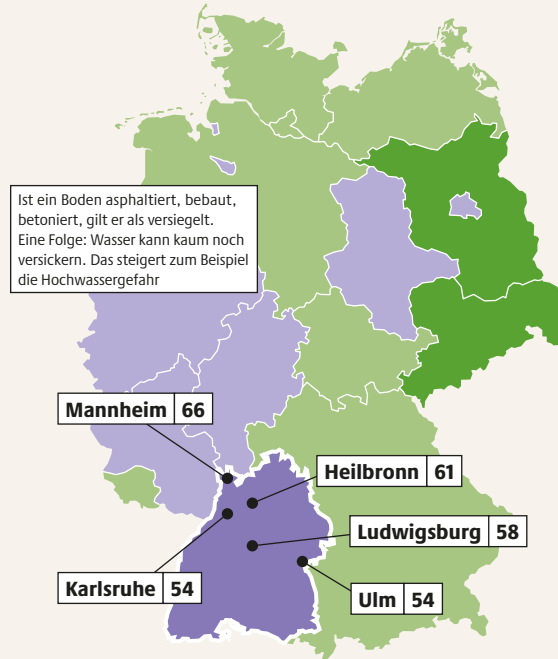 Ist ein Boden asphaltiert, bebaut,
betoniert, gilt er als versiegelt.
Eine Folge: Wasser kann kaum noch
versickern. Das steigert zum Beispiel
die Hochwassergefahr
Mannheim 66
Heilbronn 61
Ludwigsburg 58
Karlsruhe 54
Ulm 54